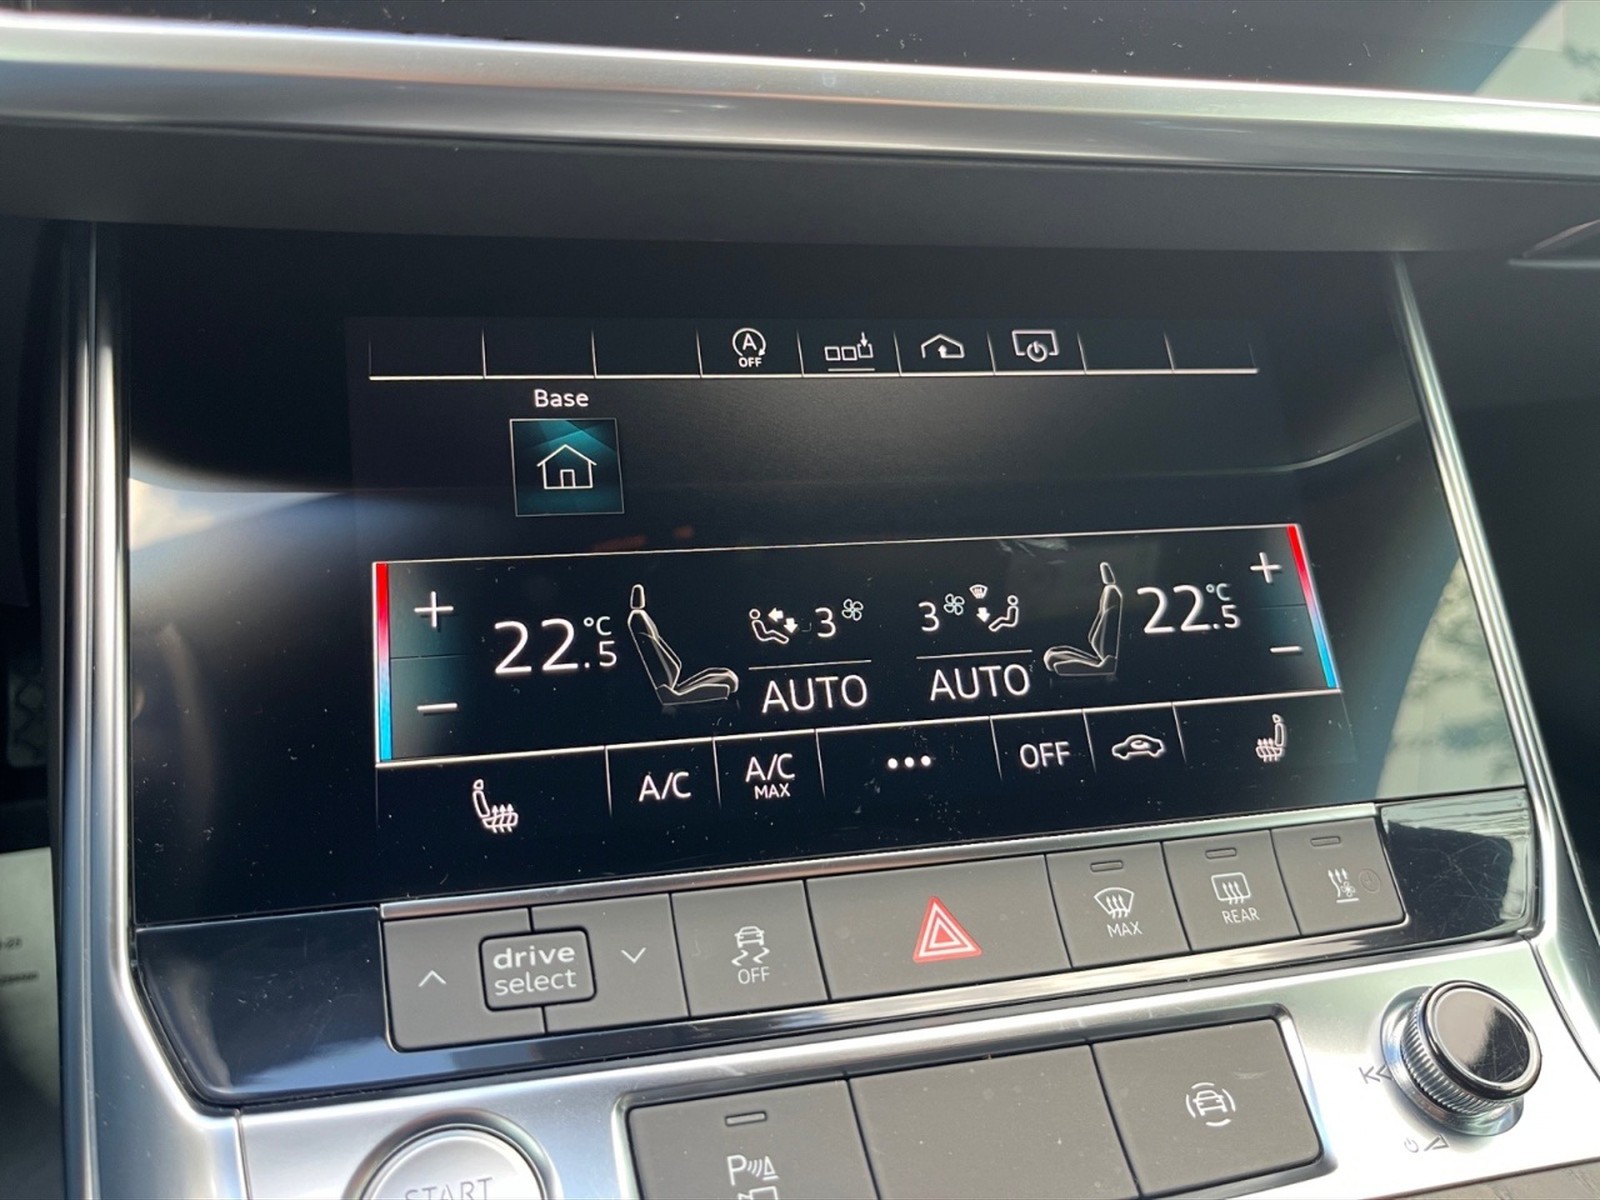 A
OFF
Base
22.5 °C
3
3
22.5 °C
AUTO
AUTO
A/C
A/C
MAX
•••
OFF
drive
select
OFF
MAX
REAR
START
P